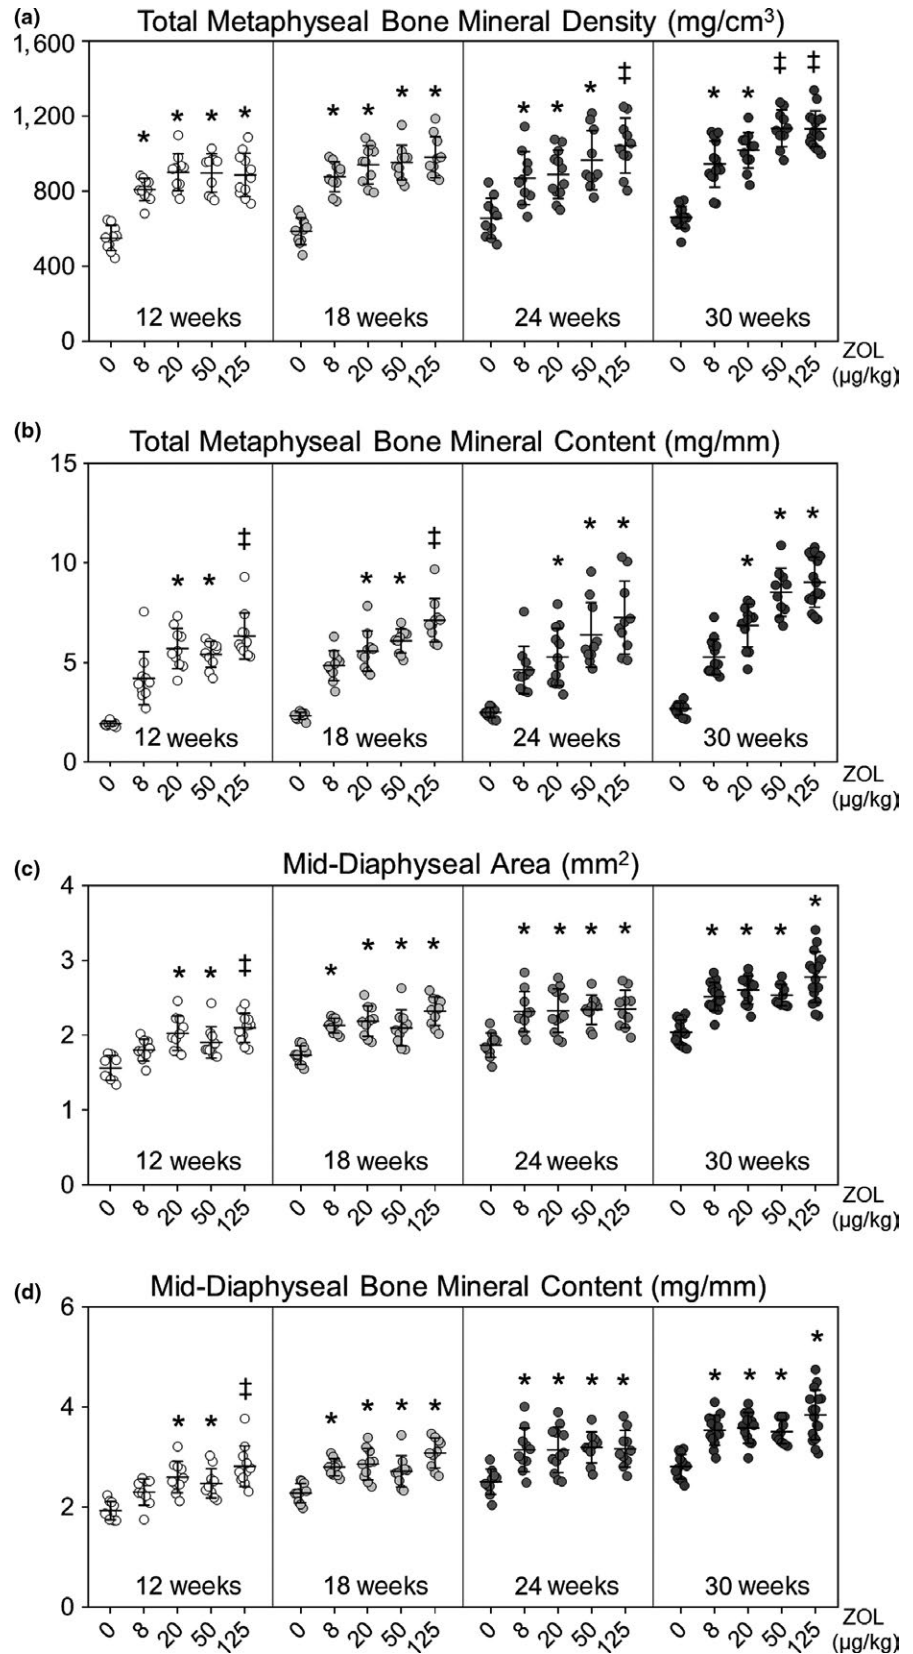 (a) Total Metaphyseal Bone Mineral Density (mg/cm³)
1,600
1,200
800
400
0
* * * * * * * * * * * ‡ * * ‡ ‡
12 weeks 18 weeks 24 weeks 30 weeks
0 8 20 50 125 0 8 20 50 125 0 8 20 50 125 0 8 20 50 125 ZOL
(µg/kg)
(b) Total Metaphyseal Bone Mineral Content (mg/mm)
15
10
5
0
* * ‡ * * ‡ * * * * * *
12 weeks 18 weeks 24 weeks 30 weeks
0 8 20 50 125 0 8 20 50 125 0 8 20 50 125 0 8 20 50 125 ZOL
(µg/kg)
(c) Mid-Diaphyseal Area (mm²)
4
3
2
1
0
* * ‡ * * * * * * * * * * * *
12 weeks 18 weeks 24 weeks 30 weeks
0 8 20 50 125 0 8 20 50 125 0 8 20 50 125 0 8 20 50 125 ZOL
(µg/kg)
(d) Mid-Diaphyseal Bone Mineral Content (mg/mm)
6
4
2
0
* * ‡ * * * * * * * * * * * *
12 weeks 18 weeks 24 weeks 30 weeks
0 8 20 50 125 0 8 20 50 125 0 8 20 50 125 0 8 20 50 125 ZOL
(µg/kg)